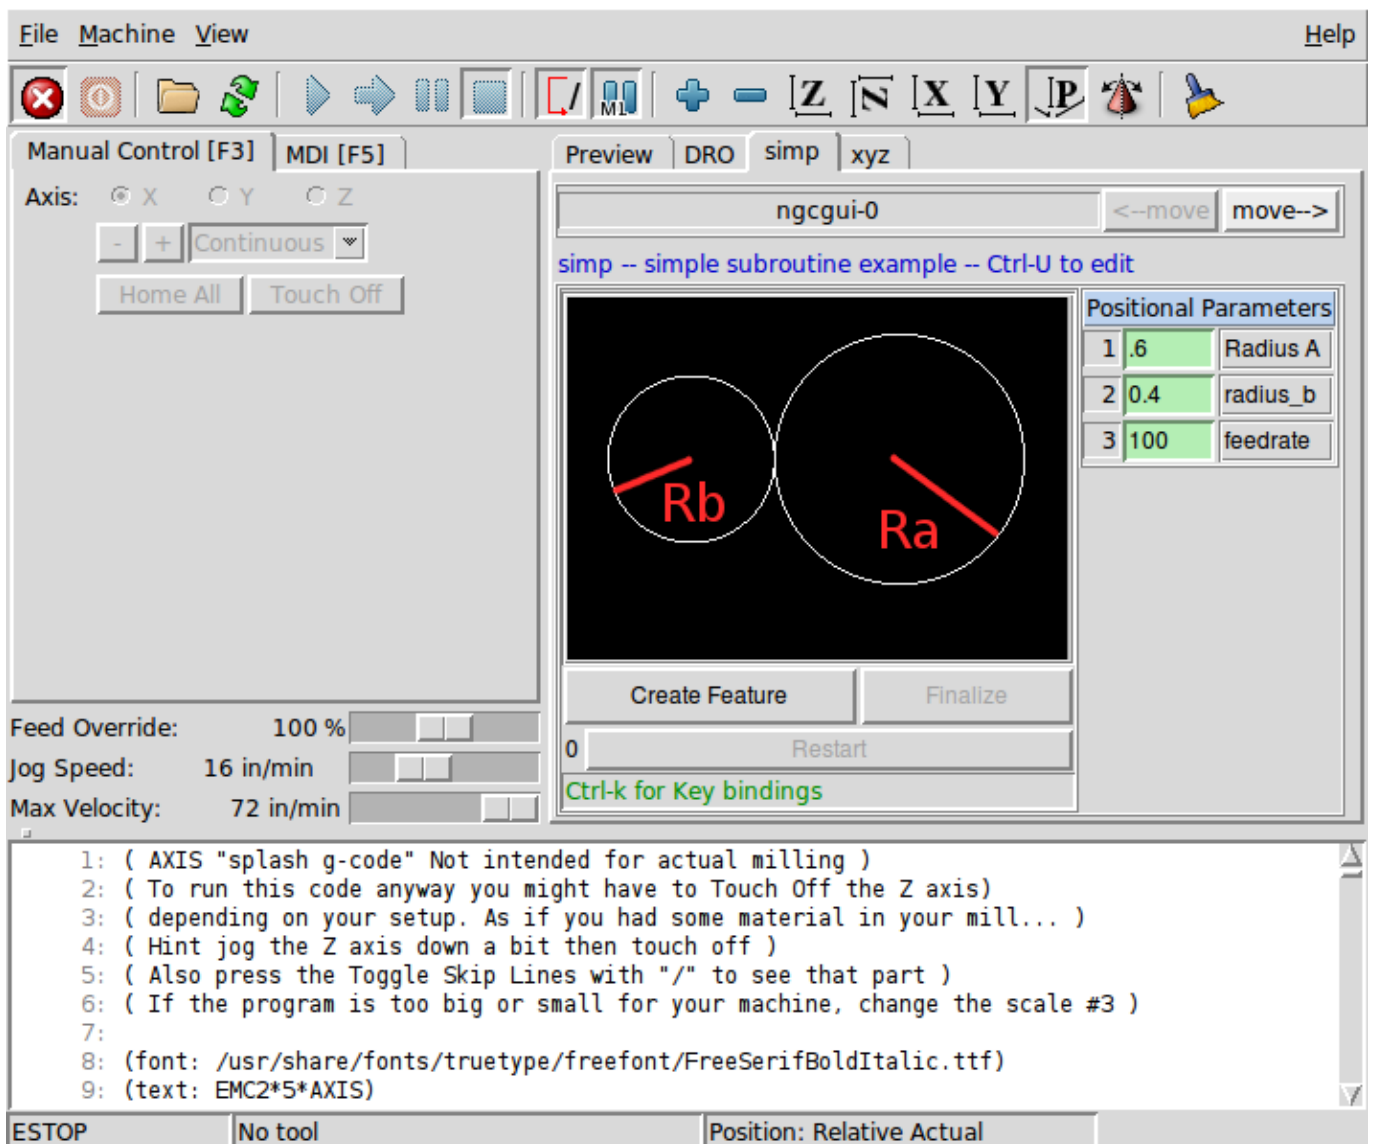 File Machine View Help
M1 Z N X Y P
Manual Control [F3] MDI [F5]
Preview DRO simp xyz
Axis: X Y Z
- + Continuous
Home All Touch Off
ngcgui-0 <--move move-->
simp -- simple subroutine example -- Ctrl-U to edit
Rb
Ra
Positional Parameters
1 .6 Radius A
2 0.4 radius_b
3 100 feedrate
Create Feature Finalize
0 Restart
Ctrl-k for Key bindings
Feed Override: 100 %
Jog Speed: 16 in/min
Max Velocity: 72 in/min
1: ( AXIS "splash g-code" Not intended for actual milling )
2: ( To run this code anyway you might have to Touch Off the Z axis)
3: ( depending on your setup. As if you had some material in your mill... )
4: ( Hint jog the Z axis down a bit then touch off )
5: ( Also press the Toggle Skip Lines with "/" to see that part )
6: ( If the program is too big or small for your machine, change the scale #3 )
7:
8: (font: /usr/share/fonts/truetype/freefont/FreeSerifBoldItalic.ttf)
9: (text: EMC2*5*AXIS)
ESTOP No tool Position: Relative Actual